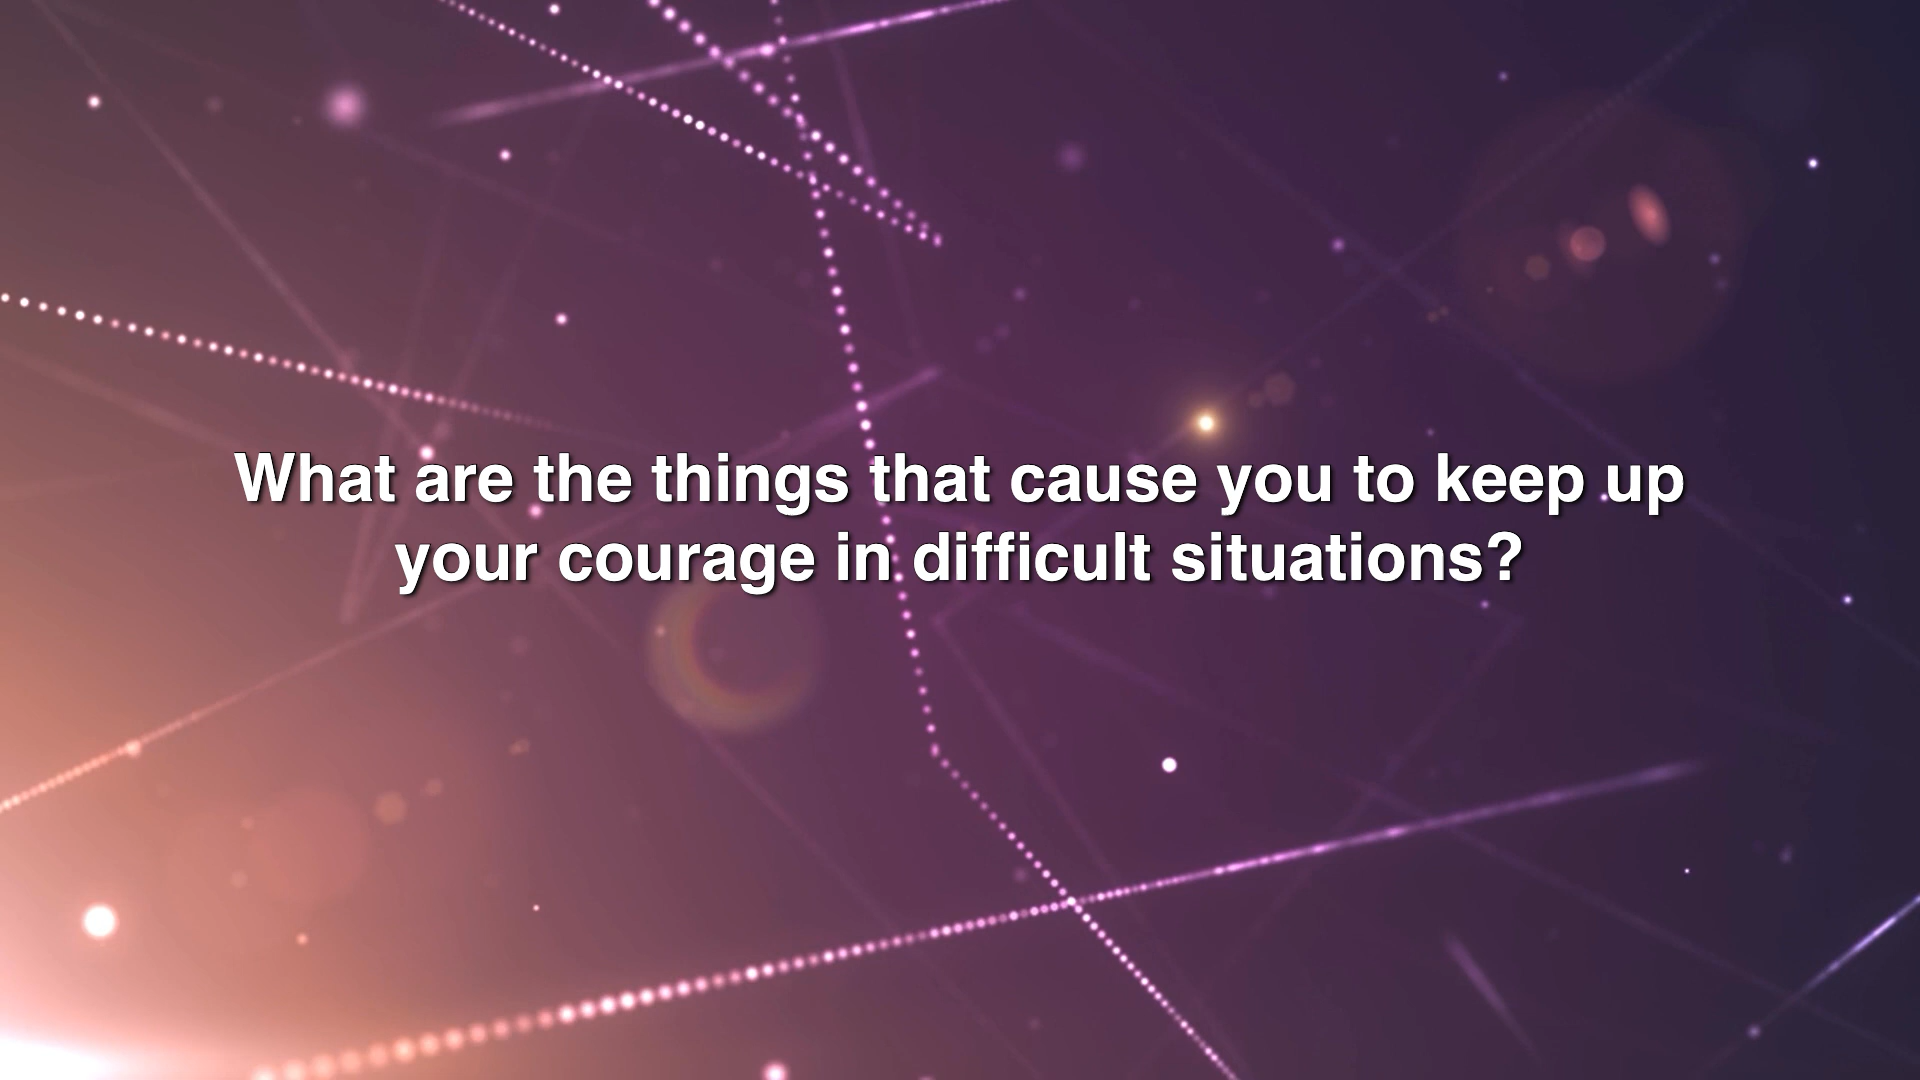 What are the things that cause you to keep up
your courage in difficult situations?